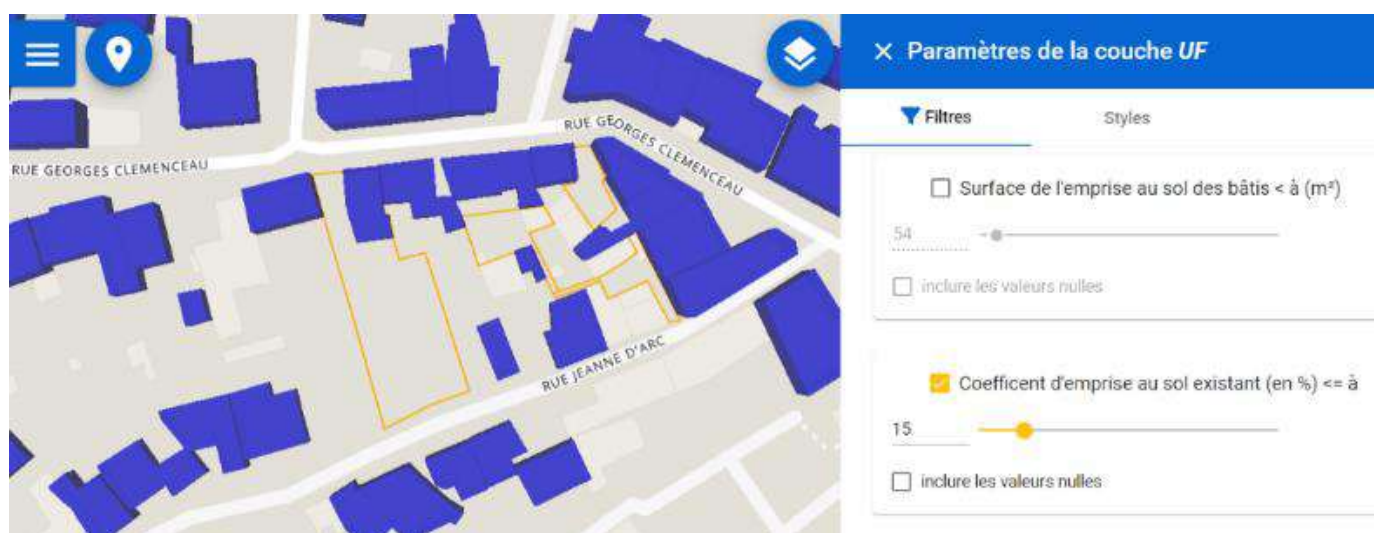 RUE GEORGES CLEMENCEAU
RUE GEORGES CLEMENCEAU
RUE JEANNE D'ARC
× Paramètres de la couche UF
Filtres
Styles
Surface de l'emprise au sol des bâtis < à (m²)
54
inclure les valeurs nulles
Coefficent d'emprise au sol existant (en %) <= à
15
inclure les valeurs nulles